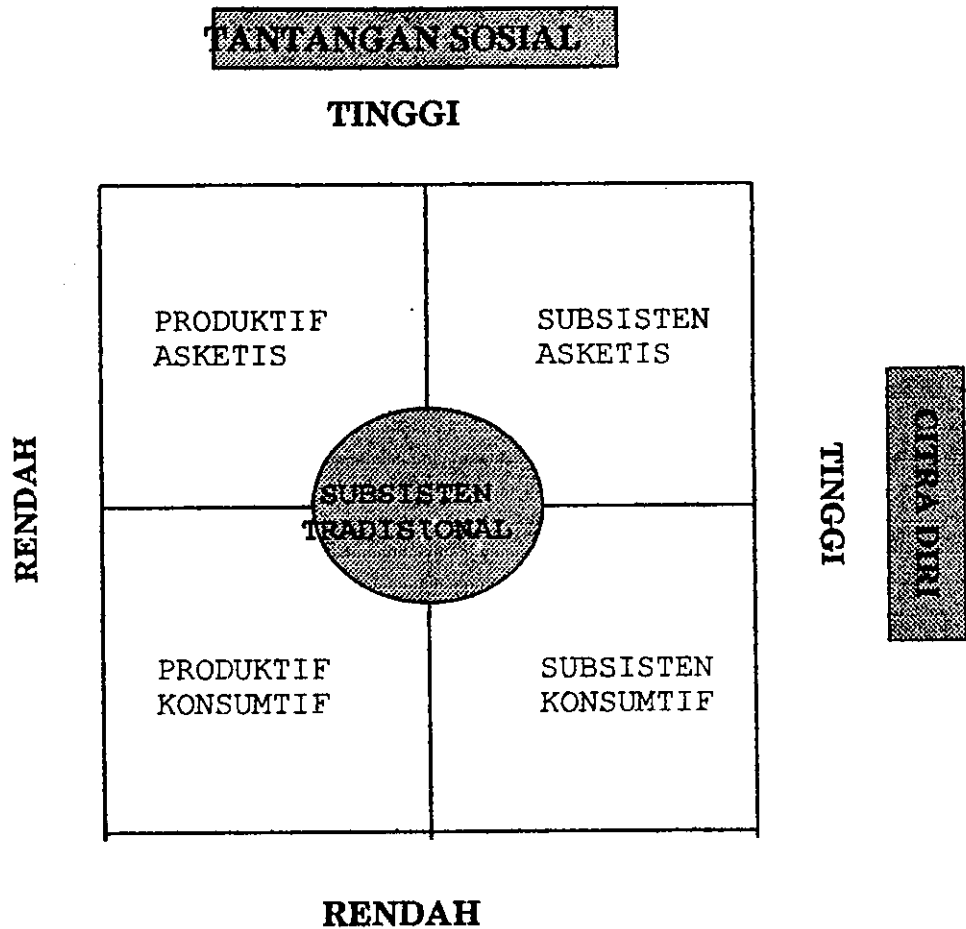 TANTANGAN SOSIAL
TINGGI
PRODUKTIF
ASKETIS
SUBSISTEN
ASKETIS
RENDAH
SUBSISTEN
TRADISIONAL
TINGGI
CITRA DIRI
PRODUKTIF
KONSUMTIF
SUBSISTEN
KONSUMTIF
RENDAH